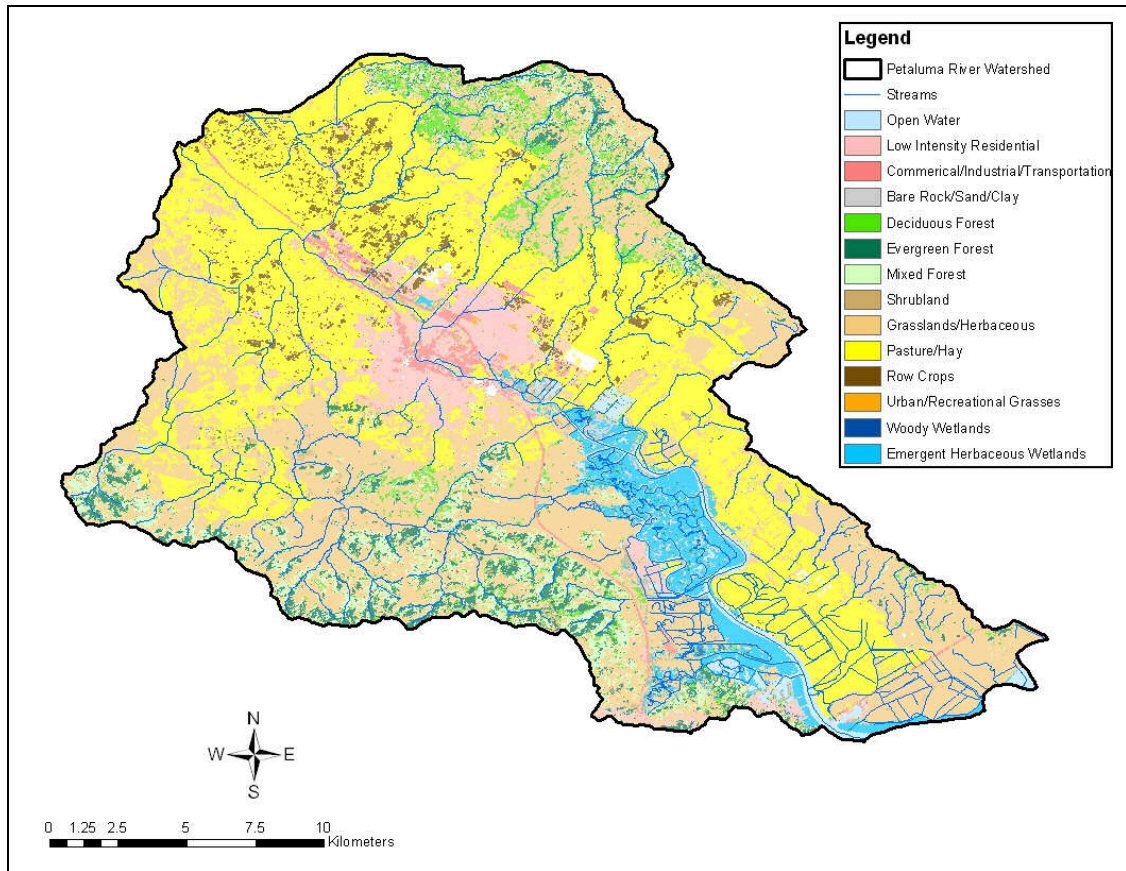 Legend
Petaluma River Watershed
Streams
Open Water
Low Intensity Residential
Commerical/Industrial/Transportation
Bare Rock/Sand/Clay
Deciduous Forest
Evergreen Forest
Mixed Forest
Shrubland
Grasslands/Herbaceous
Pasture/Hay
Row Crops
Urban/Recreational Grasses
Woody Wetlands
Emergent Herbaceous Wetlands
N
W E
S
0 1.25 2.5 5 7.5 10
Kilometers